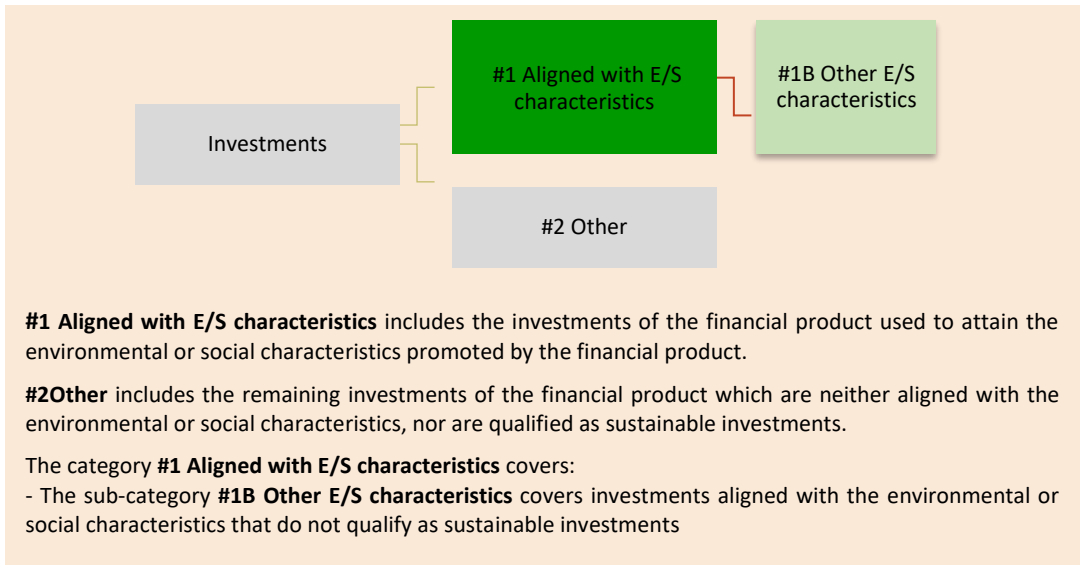 #1 Aligned with E/S
characteristics
#1B Other E/S
characteristics
Investments
#2 Other
#1 Aligned with E/S characteristics includes the investments of the financial product used to attain the
environmental or social characteristics promoted by the financial product.
#2Other includes the remaining investments of the financial product which are neither aligned with the
environmental or social characteristics, nor are qualified as sustainable investments.
The category #1 Aligned with E/S characteristics covers:
- The sub-category #1B Other E/S characteristics covers investments aligned with the environmental or
social characteristics that do not qualify as sustainable investments